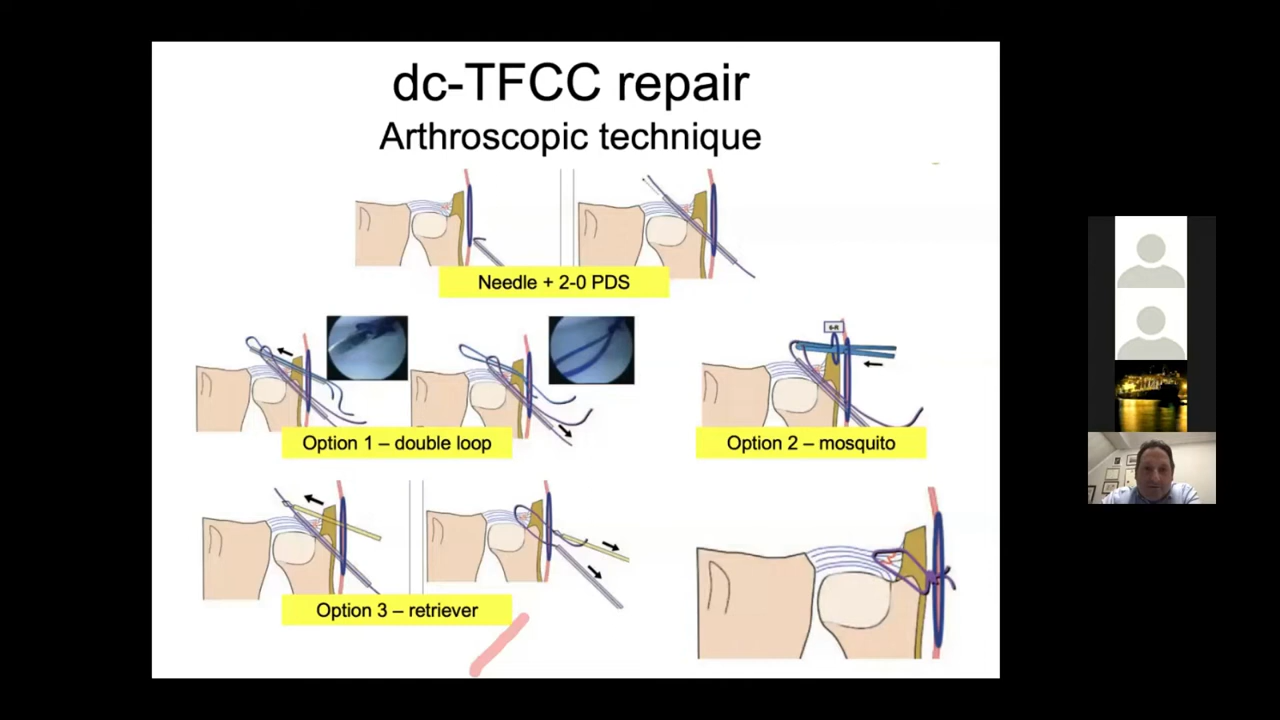 dc-TFCC repair
Arthroscopic technique
Needle + 2-0 PDS
6-R
Option 1 – double loop
Option 2 – mosquito
Option 3 – retriever